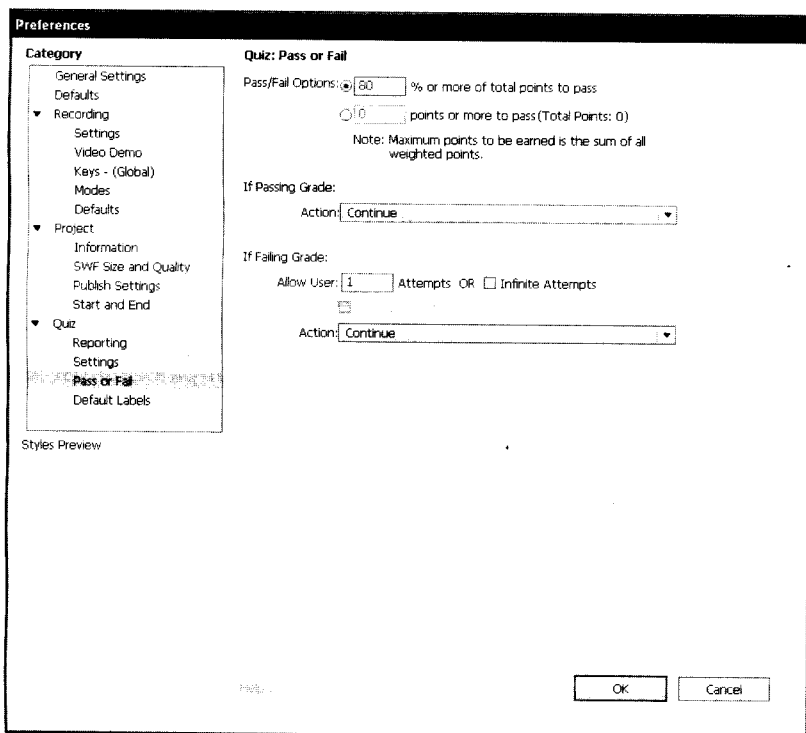 Preferences
Category
General Settings
Defaults
Recording
Settings
Video Demo
Keys - (Global)
Modes
Defaults
Project
Information
SWF Size and Quality
Publish Settings
Start and End
Quiz
Reporting
Settings
Pass or Fail
Default Labels
Styles Preview
Quiz: Pass or Fail
Pass/Fail Options: 80 % or more of total points to pass
0 points or more to pass(Total Points: 0)
Note: Maximum points to be earned is the sum of all
weighted points.
If Passing Grade:
Action: Continue
If Failing Grade:
Allow User: 1 Attempts OR Infinite Attempts
Action: Continue
OK Cancel